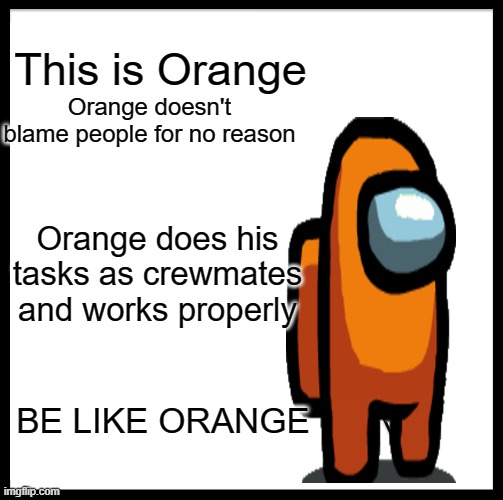 This is Orange
Orange doesn't
blame people for no reason
Orange does his
tasks as crewmates
and works properly
BE LIKE ORANGE
imgflip.com